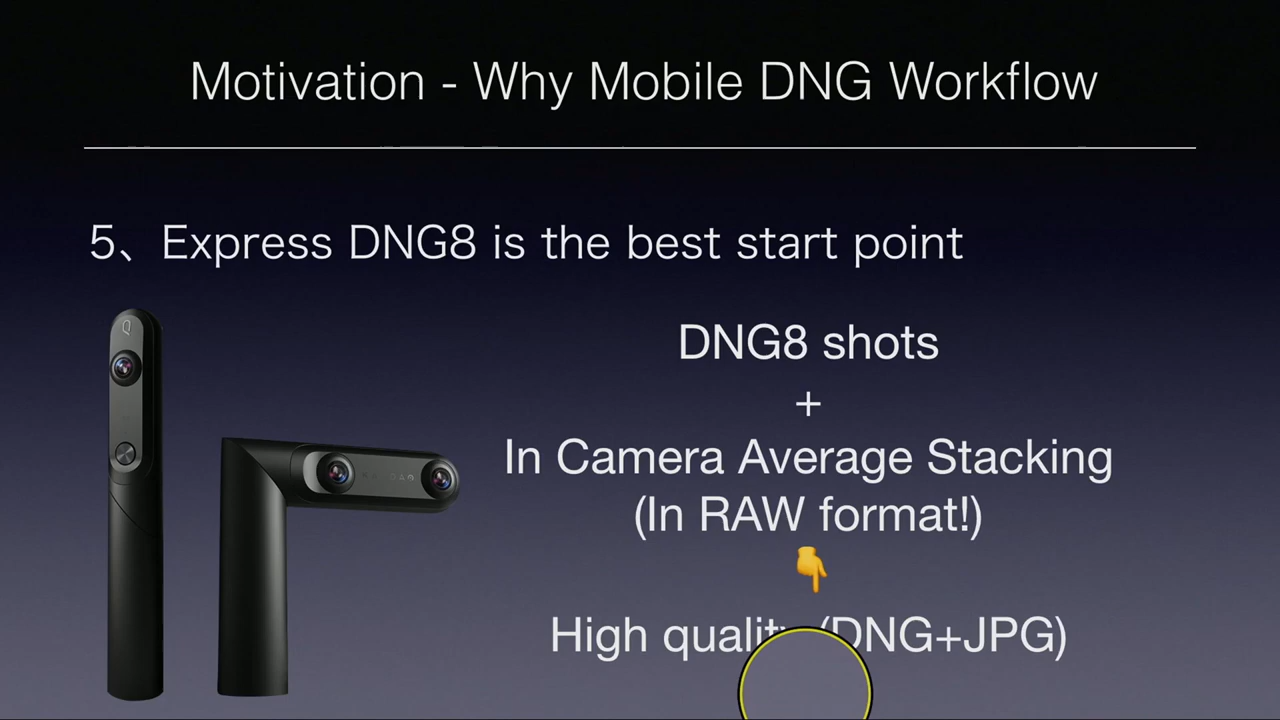 Motivation - Why Mobile DNG Workflow
5、Express DNG8 is the best start point
DNG8 shots
+
In Camera Average Stacking
(In RAW format!)
High quality (DNG+JPG)